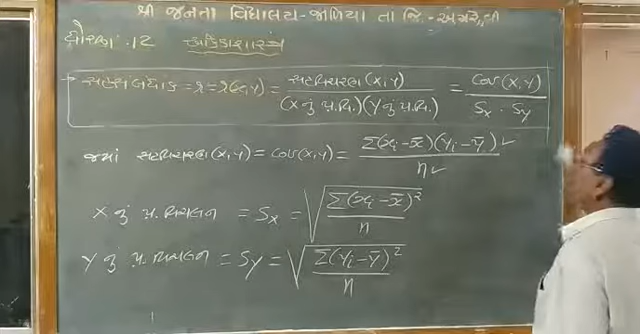 શ્રી જનતા વિદ્યાલય - જાળિયા તા જિ. - અમરેલી
ધોરણ : 12 આંકડાશાસ્ત્ર
સહસંબંધાંક = r = r(x,y) = સહવિચરણ (X,Y) / (X નું પ્ર.વિ.) (Y નું પ્ર.વિ.) = Cov(X,Y) / Sx · Sy
જ્યાં સહવિચરણ (X,Y) = Cov(X,Y) = Σ(xi - x̄)(yi - ȳ) / n
X નું પ્ર. વિચલન = Sx = √(Σ(xi - x̄)² / n)
Y નું પ્ર. વિચલન = Sy = √(Σ(yi - ȳ)² / n)